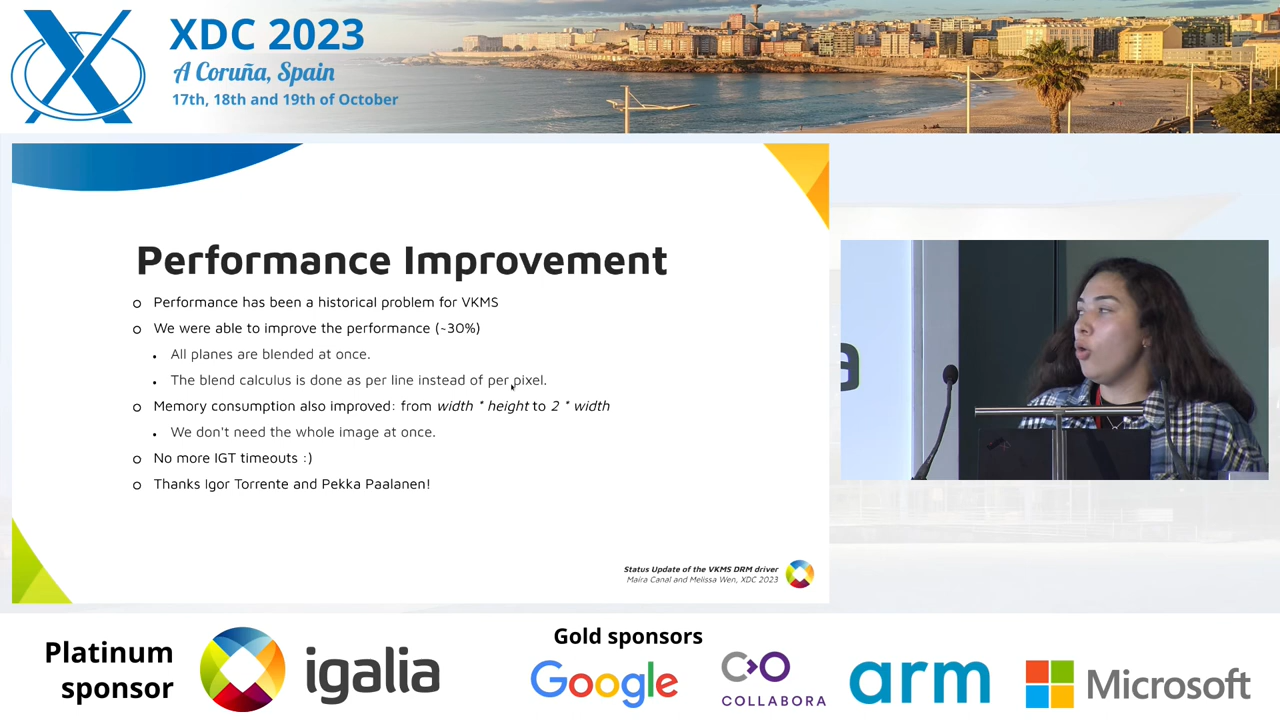 XDC 2023
A Coruña, Spain
17th, 18th and 19th of October
Performance Improvement
Performance has been a historical problem for VKMS
We were able to improve the performance (~30%)
All planes are blended at once.
The blend calculus is done as per line instead of per pixel.
Memory consumption also improved: from width * height to 2 * width
We don't need the whole image at once.
No more IGT timeouts :)
Thanks Igor Torrente and Pekka Paalanen!
Status Update of the VKMS DRM driver
Maíra Canal and Melissa Wen, XDC 2023
a
Platinum
sponsor
igalia
Gold sponsors
Google
COLLABORA
arm
Microsoft